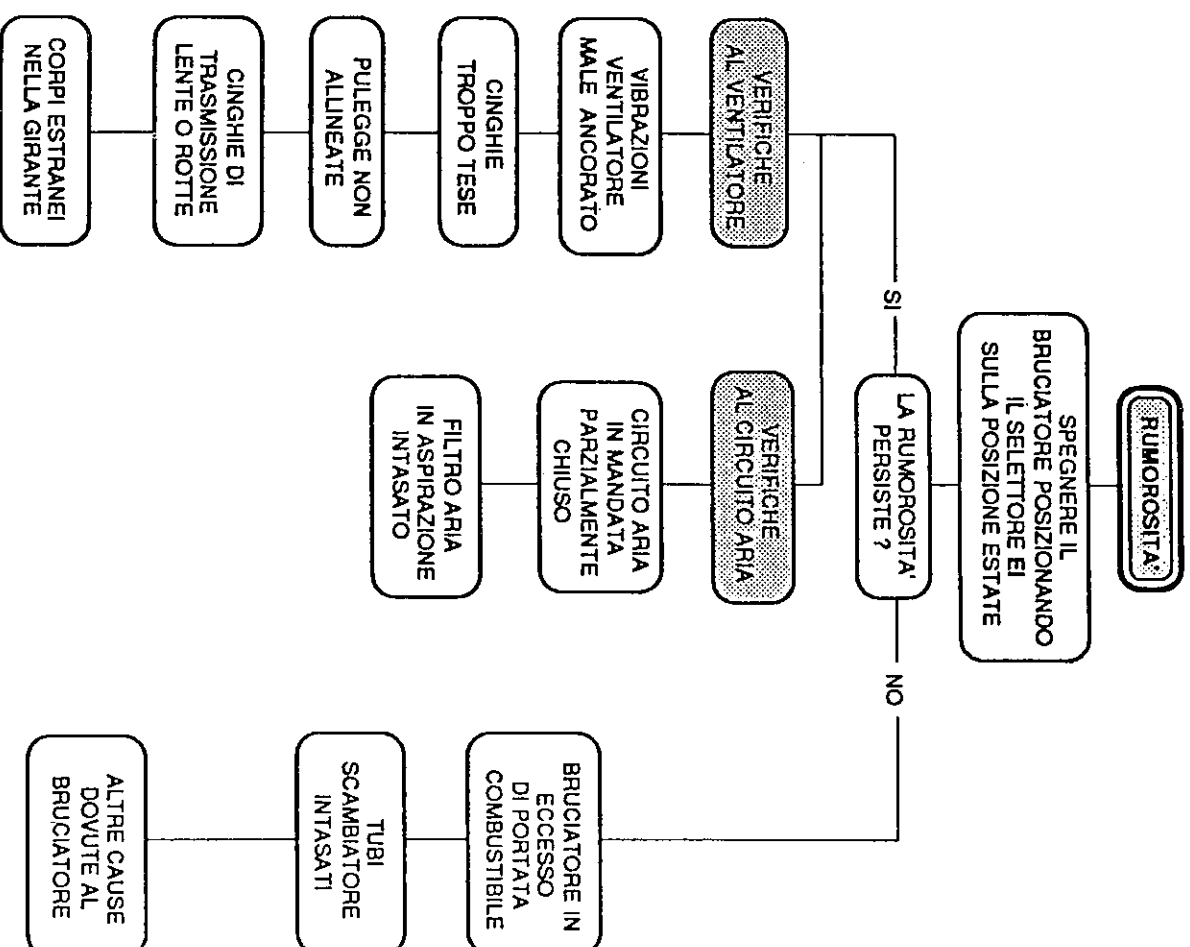 RUMOROSITA'
SPEGNERE IL
BRUCIATORE POSIZIONANDO
IL SELETTORE EI
SULLA POSIZIONE ESTATE
LA RUMOROSITA'
PERSISTE ?
SI
NO
VERIFICHE
AL VENTILATORE
VIBRAZIONI
VENTILATORE
MALE ANCORATO
CINGHIE
TROPPO TESE
PULEGGE NON
ALLINEATE
CINGHIE DI
TRASMISSIONE
LENTE O ROTTE
CORPI ESTRANEI
NELLA GIRANTE
VERIFICHE
AL CIRCUITO ARIA
CIRCUITO ARIA
IN MANDATA
PARZIALMENTE
CHIUSO
FILTRO ARIA
IN ASPIRAZIONE
INTASATO
BRUCIATORE IN
ECCESSO
DI PORTATA
COMBUSTIBILE
TUBI
SCAMBIATORE
INTASATI
ALTRE CAUSE
DOVUTE AL
BRUCIATORE